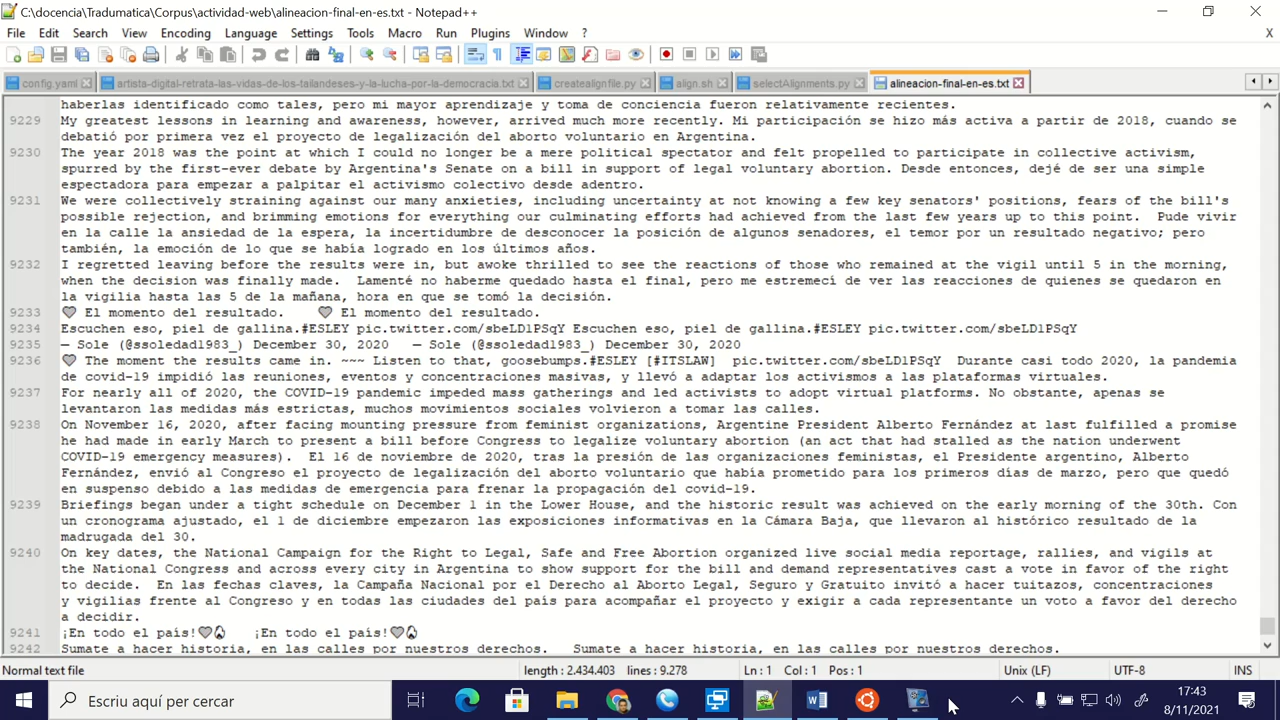 C:\docencia\Tradumatica\Corpus\actividad-web\alineacion-final-en-es.txt - Notepad++
File Edit Search View Encoding Language Settings Tools Macro Run Plugins Window ? X
config.yaml artista-digital-retrata-las-vidas-de-los-tailandeses-y-la-lucha-por-la-democracia.txt createalignfile.py align.sh selectAlignments.py alineacion-final-en-es.txt
haberlas identificado como tales, pero mi mayor aprendizaje y toma de conciencia fueron relativamente recientes.
9229 My greatest lessons in learning and awareness, however, arrived much more recently. Mi participación se hizo más activa a partir de 2018, cuando se
debatió por primera vez el proyecto de legalización del aborto voluntario en Argentina.
9230 The year 2018 was the point at which I could no longer be a mere political spectator and felt propelled to participate in collective activism,
spurred by the first-ever debate by Argentina's Senate on a bill in support of legal voluntary abortion. Desde entonces, dejé de ser una simple
espectadora para empezar a palpitar el activismo colectivo desde adentro.
9231 We were collectively straining against our many anxieties, including uncertainty at not knowing a few key senators' positions, fears of the bill's
possible rejection, and brimming emotions for everything our culminating efforts had achieved from the last few years up to this point. Pude vivir
en la calle la ansiedad de la espera, la incertidumbre de desconocer la posición de algunos senadores, el temor por un resultado negativo; pero
también, la emoción de lo que se había logrado en los últimos años.
9232 I regretted leaving before the results were in, but awoke thrilled to see the reactions of those who remained at the vigil until 5 in the morning,
when the decision was finally made. Lamenté no haberme quedado hasta el final, pero me estremecí de ver las reacciones de quienes se quedaron en
la vigilia hasta las 5 de la mañana, hora en que se tomó la decisión.
9233 💚 El momento del resultado. 💚 El momento del resultado.
9234 Escuchen eso, piel de gallina.#ESLEY pic.twitter.com/sbeLD1PSqY Escuchen eso, piel de gallina.#ESLEY pic.twitter.com/sbeLD1PSqY
9235 — Sole (@ssoledad1983_) December 30, 2020 — Sole (@ssoledad1983_) December 30, 2020
9236 💚 The moment the results came in. ~~~ Listen to that, goosebumps.#ESLEY [#ITSLAW] pic.twitter.com/sbeLD1PSqY Durante casi todo 2020, la pandemia
de covid-19 impidió las reuniones, eventos y concentraciones masivas, y llevó a adaptar los activismos a las plataformas virtuales.
9237 For nearly all of 2020, the COVID-19 pandemic impeded mass gatherings and led activists to adopt virtual platforms. No obstante, apenas se
levantaron las medidas más estrictas, muchos movimientos sociales volvieron a tomar las calles.
9238 On November 16, 2020, after facing mounting pressure from feminist organizations, Argentine President Alberto Fernández at last fulfilled a promise
he had made in early March to present a bill before Congress to legalize voluntary abortion (an act that had stalled as the nation underwent
COVID-19 emergency measures). El 16 de noviembre de 2020, tras la presión de las organizaciones feministas, el Presidente argentino, Alberto
Fernández, envió al Congreso el proyecto de legalización del aborto voluntario que había prometido para los primeros días de marzo, pero que quedó
en suspenso debido a las medidas de emergencia para frenar la propagación del covid-19.
9239 Briefings began under a tight schedule on December 1 in the Lower House, and the historic result was achieved on the early morning of the 30th. Con
un cronograma ajustado, el 1 de diciembre empezaron las exposiciones informativas en la Cámara Baja, que llevaron al histórico resultado de la
madrugada del 30.
9240 On key dates, the National Campaign for the Right to Legal, Safe and Free Abortion organized live social media reportage, rallies, and vigils at
the National Congress and across every city in Argentina to show support for the bill and demand representatives cast a vote in favor of the right
to decide. En las fechas claves, la Campaña Nacional por el Derecho al Aborto Legal, Seguro y Gratuito invitó a hacer tuitazos, concentraciones
y vigilias frente al Congreso y en todas las ciudades del país para acompañar el proyecto y exigir a cada representante un voto a favor del derecho
a decidir.
9241 ¡En todo el país!💚🔥 ¡En todo el país!💚🔥
9242 Sumate a hacer historia, en las calles por nuestros derechos. Sumate a hacer historia, en las calles por nuestros derechos.
Normal text file length : 2.434.403 lines : 9.278 Ln : 1 Col : 1 Pos : 1 Unix (LF) UTF-8 INS
Escriu aquí per cercar
17:43
8/11/2021